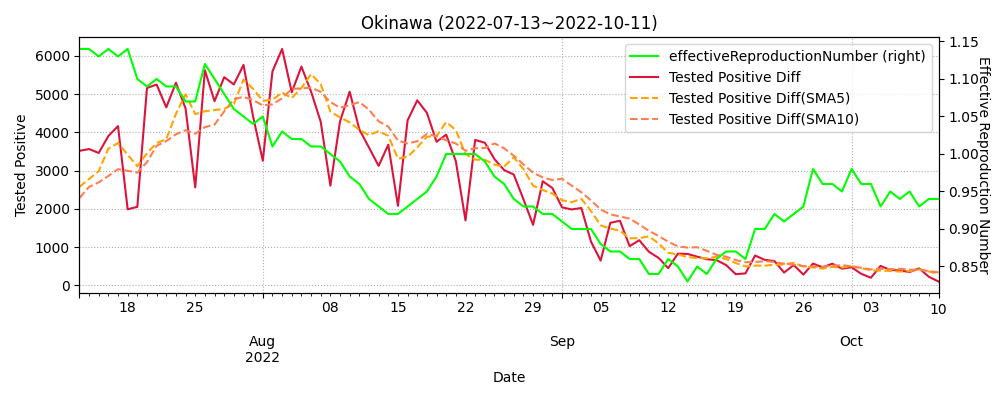 Okinawa (2022-07-13~2022-10-11)
effectiveReproductionNumber (right)
Tested Positive Diff
Tested Positive Diff(SMA5)
Tested Positive Diff(SMA10)
Tested Positive
6000
5000
4000
3000
2000
1000
0
1.15
1.10
1.05
1.00
0.95
0.90
0.85
Effective Reproduction Number
18 25 08 15 22 29 05 12 19 26 03 10
Aug Sep Oct
2022
Date